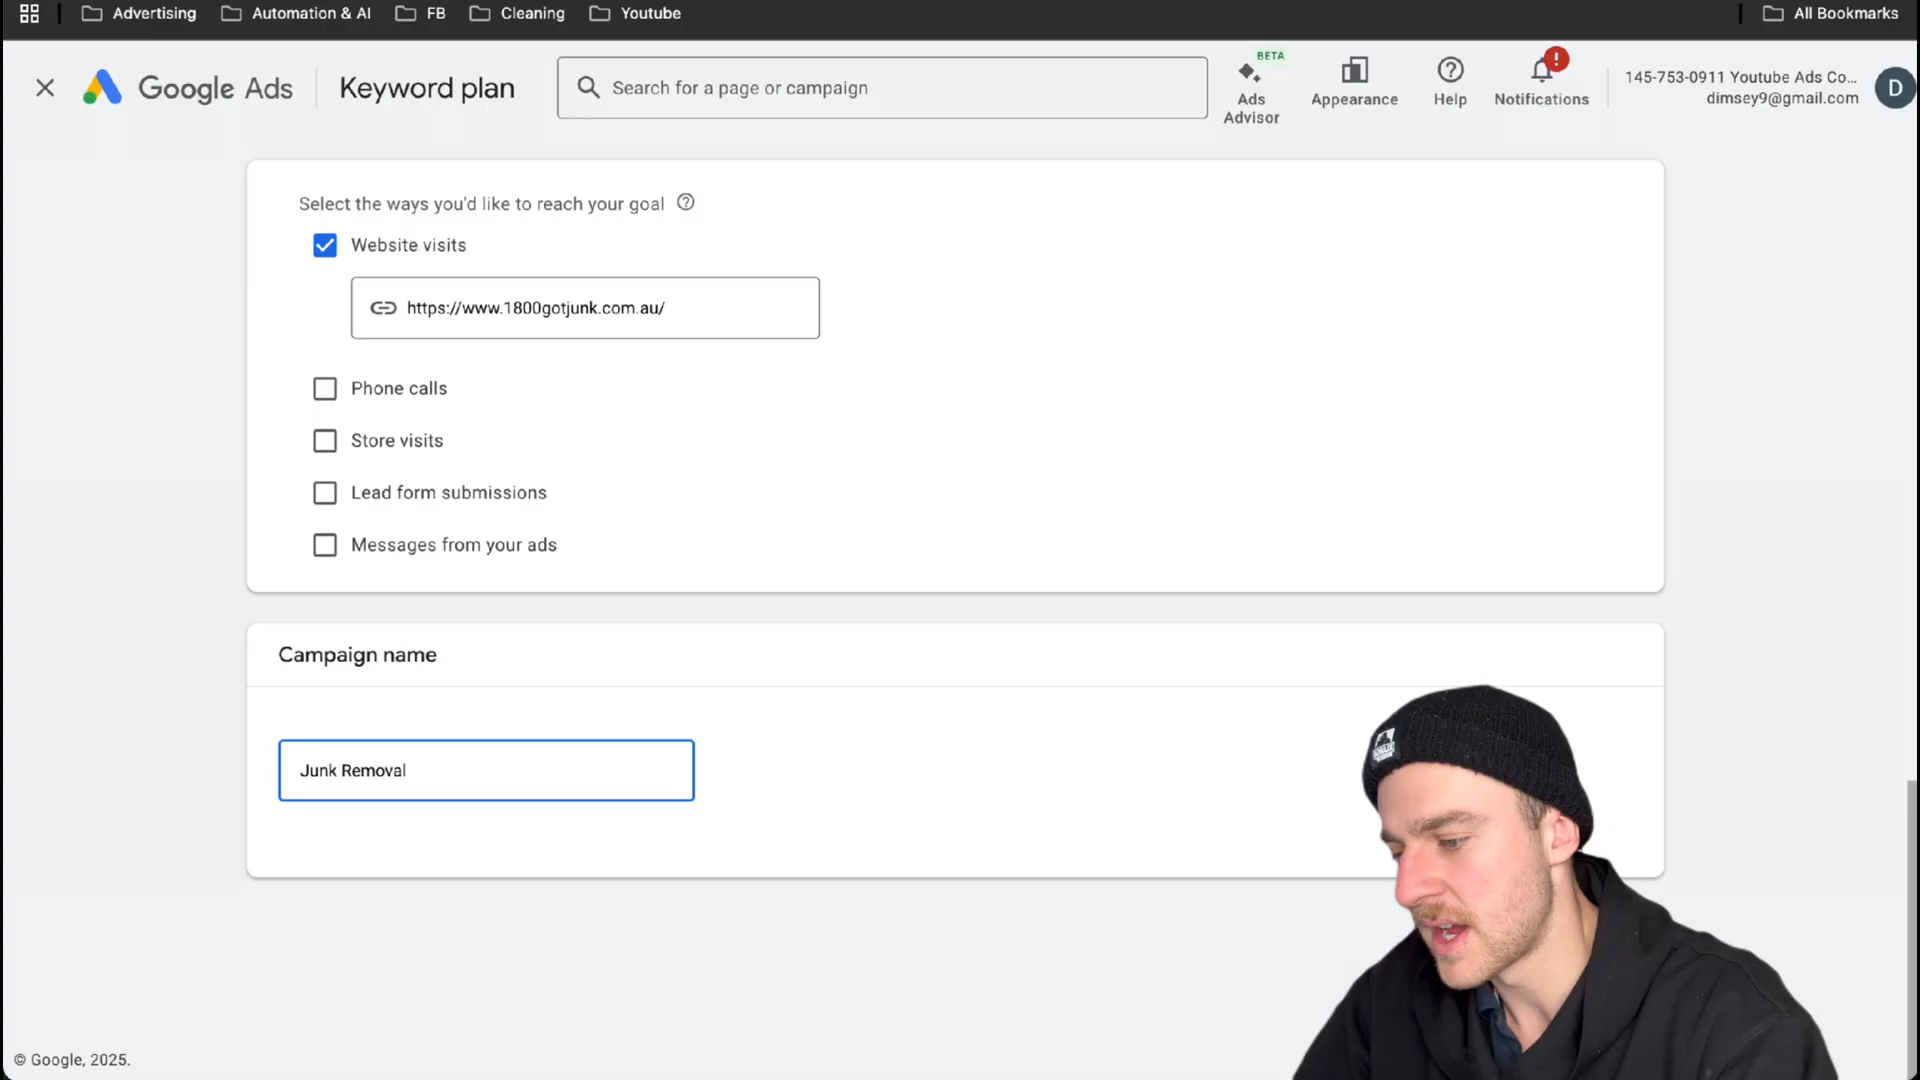 Advertising
Automation & AI
FB
Cleaning
Youtube
All Bookmarks
Google Ads
Keyword plan
Search for a page or campaign
BETA
Ads
Advisor
Appearance
Help
Notifications
145-753-0911 Youtube Ads Co...
dimsey9@gmail.com
D
Select the ways you'd like to reach your goal
Website visits
https://www.1800gotjunk.com.au/
Phone calls
Store visits
Lead form submissions
Messages from your ads
Campaign name
Junk Removal
© Google, 2025.